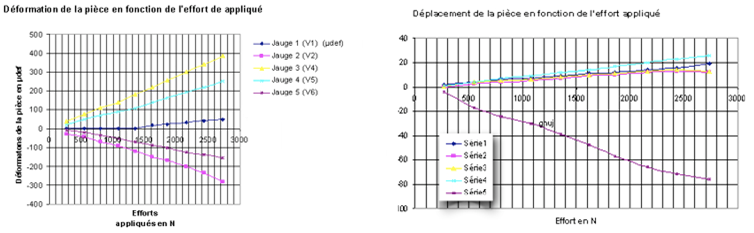 Déformation de la pièce en fonction de l'effort de appliqué
Déformations de la pièce en µdef
500
400
300
200
100
0
-100
-200
-300
-400
0
500
1000
1500
2000
2500
3000
Efforts
appliqués en N
Jauge 1 (V1) (µdef)
Jauge 2 (V2)
Jauge 3 (V4)
Jauge 4 (V5)
Jauge 5 (V6)
Déplacement de la pièce en fonction de l'effort appliqué
40
20
0
-20
-40
-60
-80
0
500
1000
1500
2000
2500
3000
Série1
Série2
Série3
Série4
Effort en N